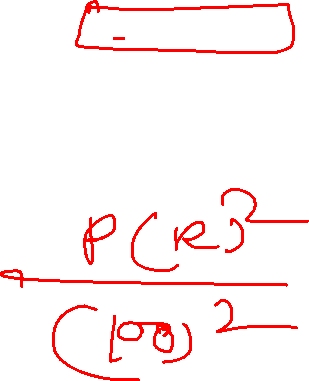 -
P(R)²
(100)²